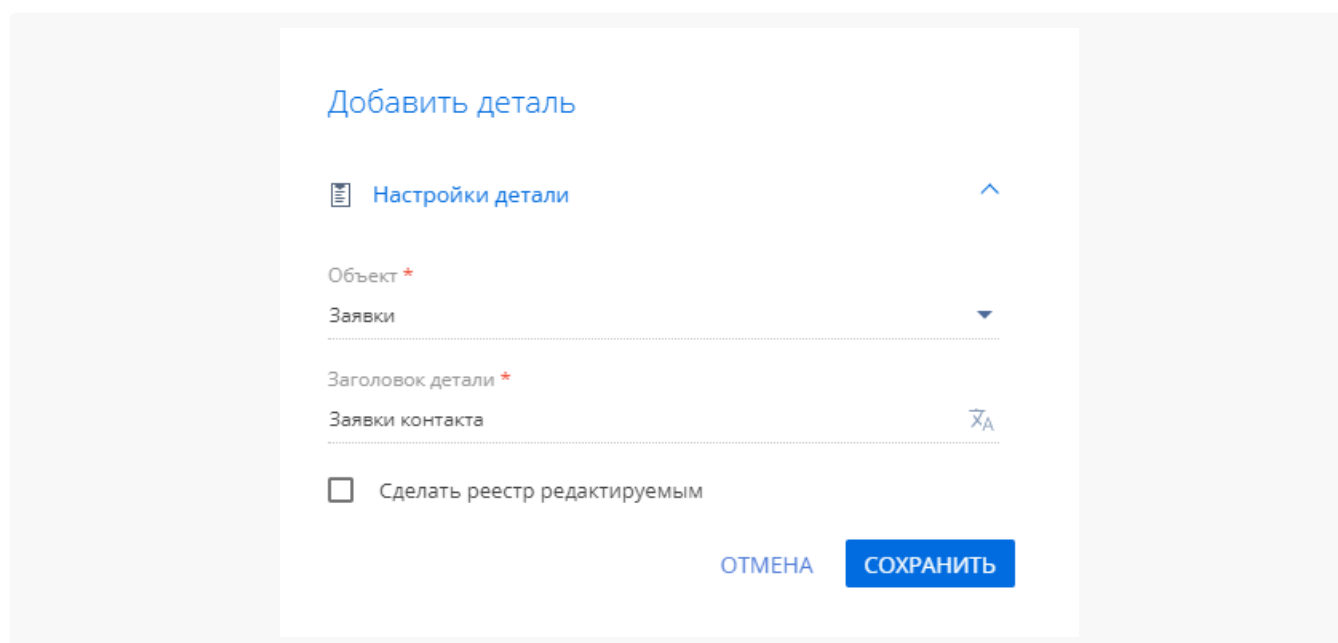 Добавить деталь
Настройки детали
Объект *
Заявки
Заголовок детали *
Заявки контакта
Сделать реестр редактируемым
ОТМЕНА СОХРАНИТЬ